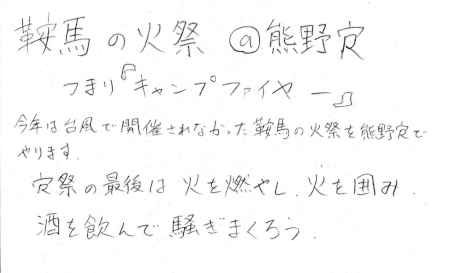 鞍馬の火祭 @熊野寮
つまり『キャンプファイヤー』
今年は台風で開催されなかった鞍馬の火祭を熊野寮で
やります.
寮祭の最後は火を燃やし,火を囲み,
酒を飲んで騒ぎまくろう.